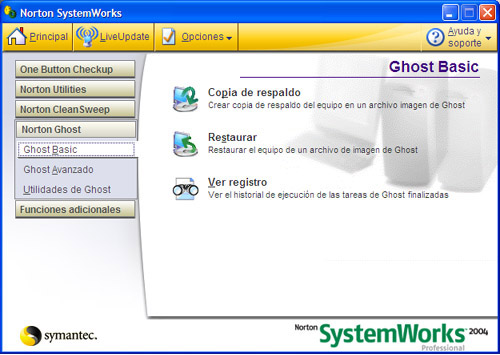 Norton SystemWorks
Principal
LiveUpdate
Opciones
Ayuda y
soporte
One Button Checkup
Norton Utilities
Norton CleanSweep
Norton Ghost
Ghost Basic
Ghost Avanzado
Utilidades de Ghost
Funciones adicionales
Ghost Basic
Copia de respaldo
Crear copia de respaldo del equipo en un archivo imagen de Ghost
Restaurar
Restaurar el equipo de un archivo de imagen de Ghost
Ver registro
Ver el historial de ejecución de las tareas de Ghost finalizadas
symantec.
Norton
SystemWorks 2004
Professional